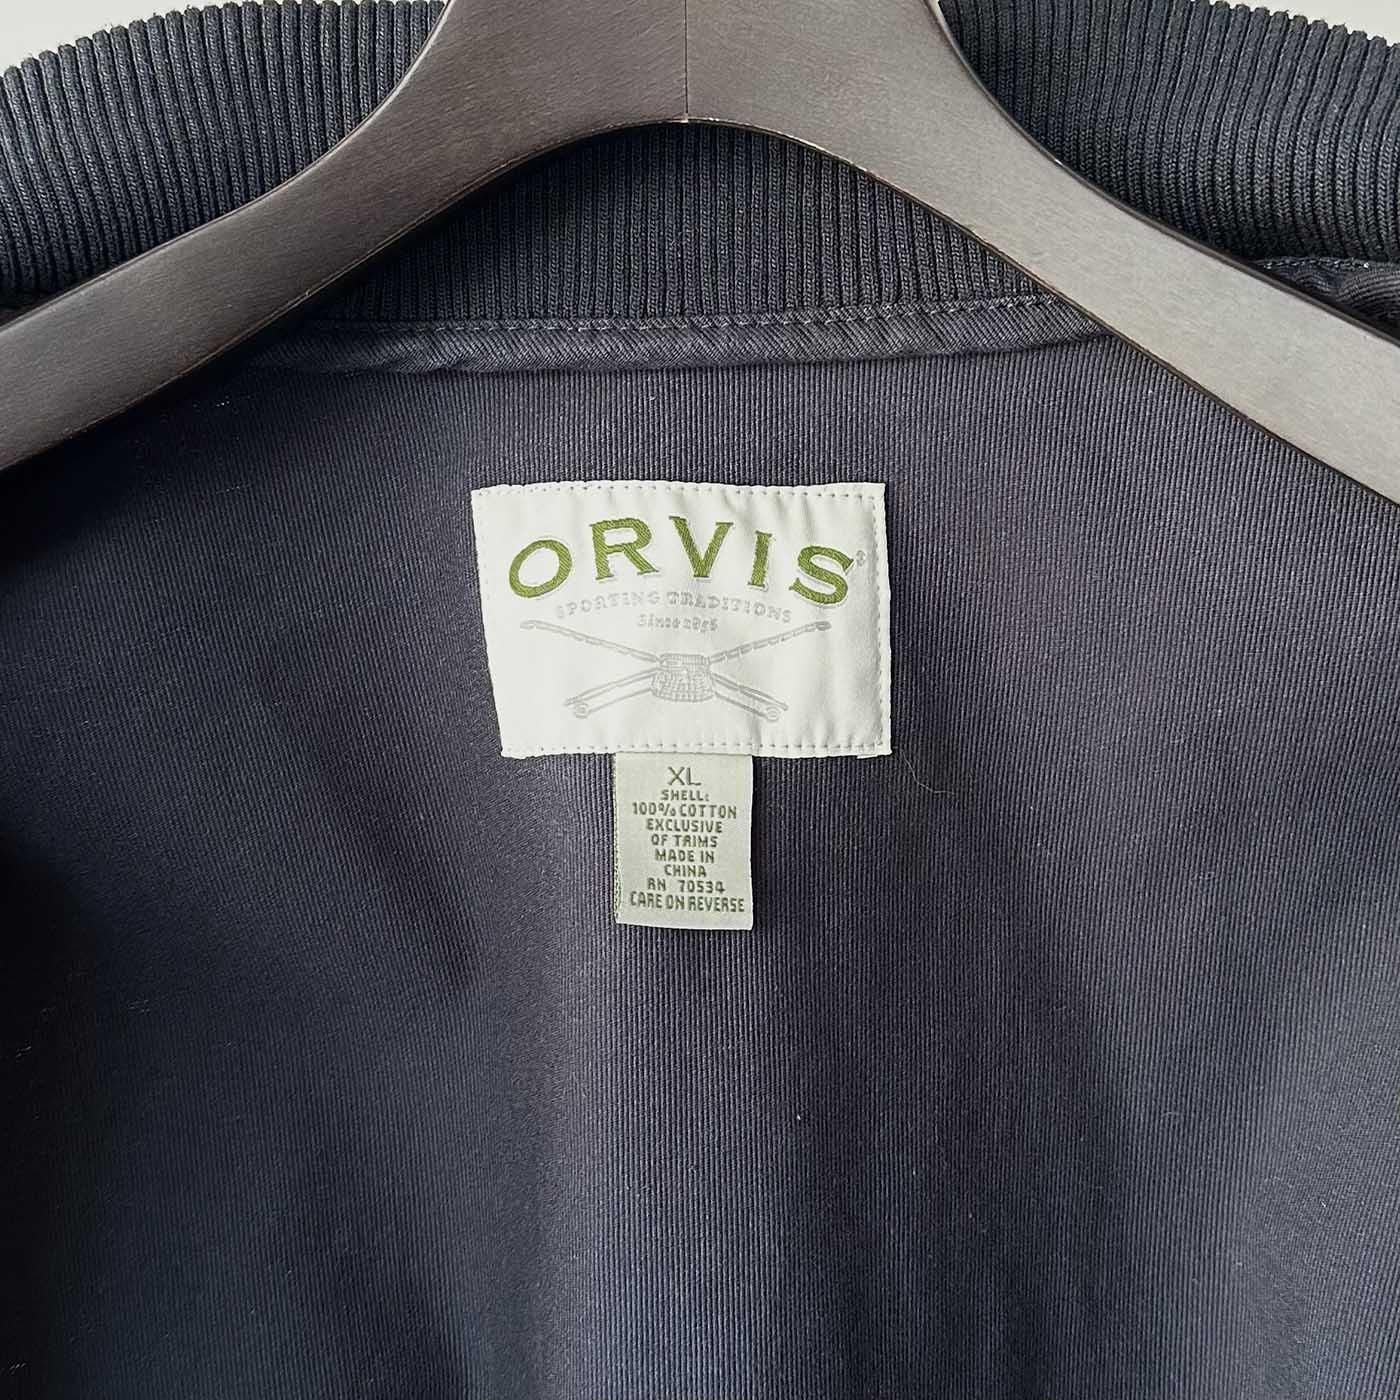 ORVIS®
SPORTING TRADITIONS
Since 1856
XL
SHELL:
100% COTTON
EXCLUSIVE
OF TRIMS
MADE IN
CHINA
RN 70534
CARE ON REVERSE